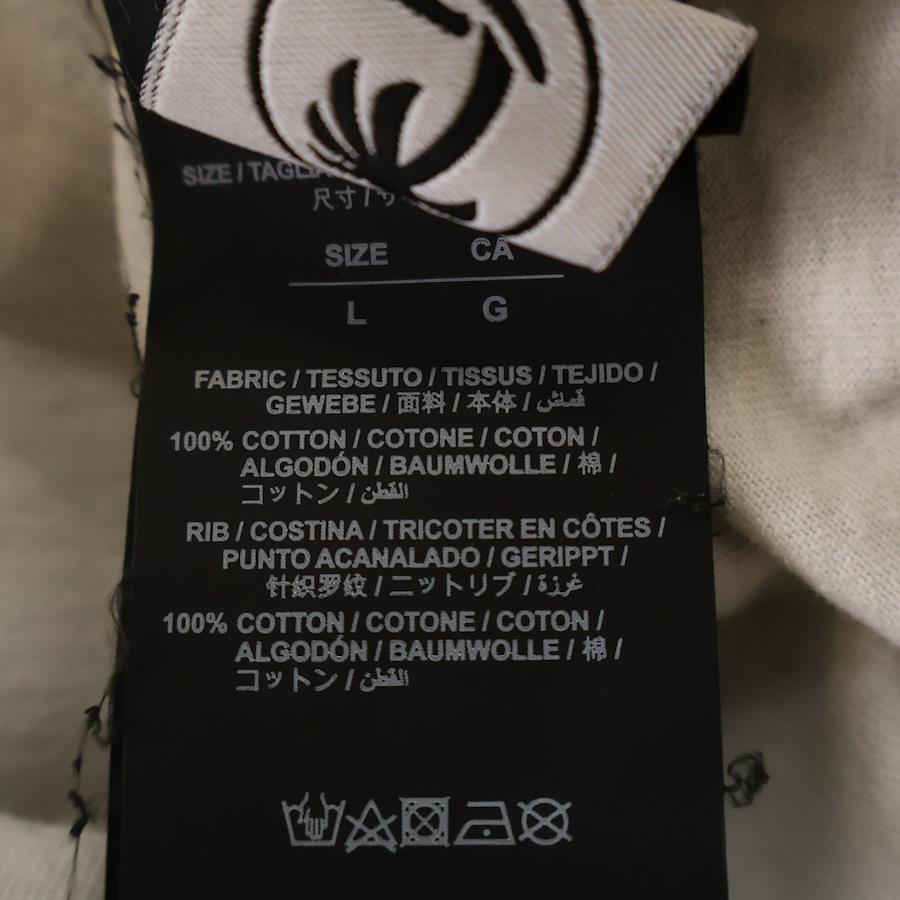 SIZE / TAGLIA
尺寸 /
SIZE CA
L G
FABRIC / TESSUTO / TISSUS / TEJIDO /
GEWEBE / 面料 / 本体 / قماش
100% COTTON / COTONE / COTON /
ALGODÓN / BAUMWOLLE / 棉 /
コットン / القطن
RIB / COSTINA / TRICOTER EN CÔTES /
PUNTO ACANALADO / GERIPPT /
针织罗纹 / ニットリブ / غرزة
100% COTTON / COTONE / COTON /
ALGODÓN / BAUMWOLLE / 棉 /
コットン / القطن